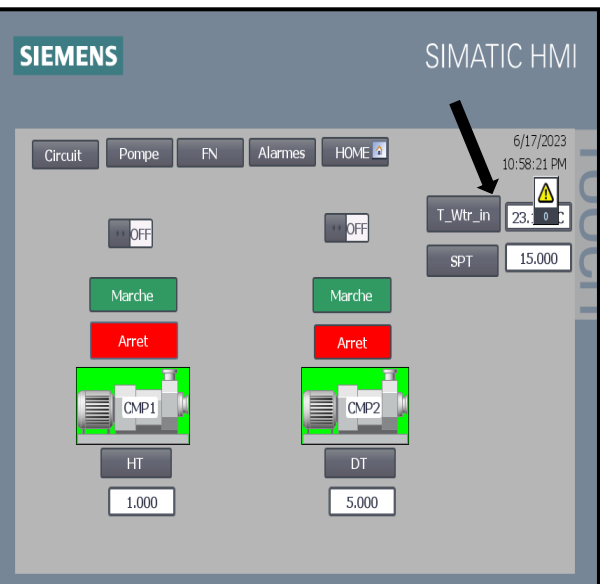 SIEMENS
SIMATIC HMI
6/17/2023
10:58:21 PM
Circuit
Pompe
FN
Alarmes
HOME
T_Wtr_in
0
C
OFF
OFF
SPT
15.000
Marche
Marche
Arret
Arret
CMP1
CMP2
HT
DT
1.000
5.000